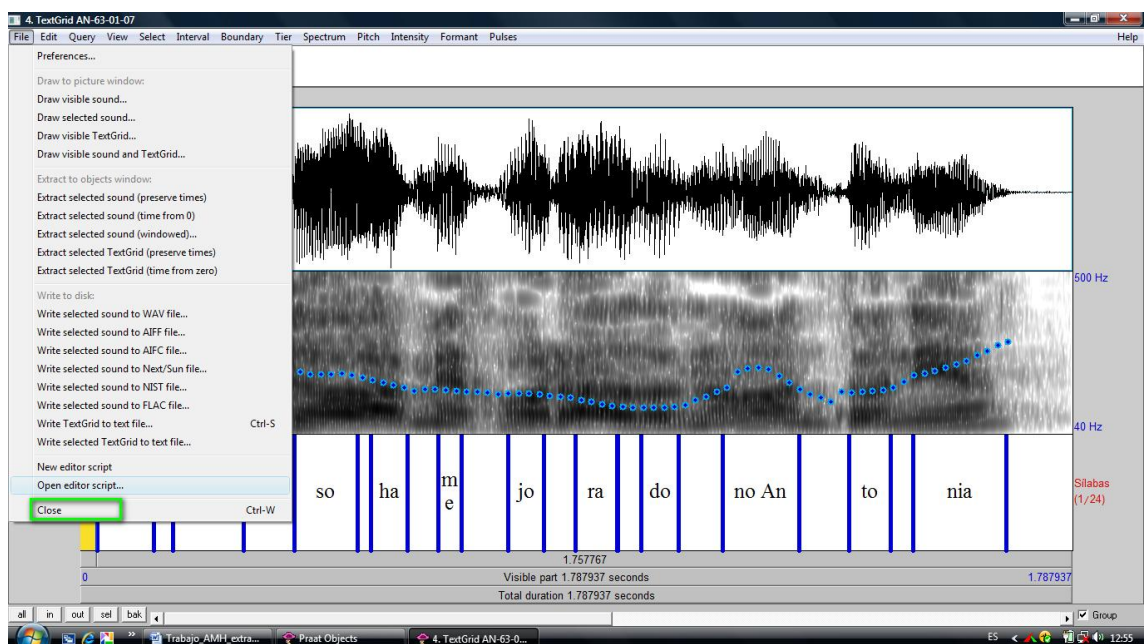 4. TextGrid AN-63-01-07
File Edit Query View Select Interval Boundary Tier Spectrum Pitch Intensity Formant Pulses Help
Preferences...
Draw to picture window:
Draw visible sound...
Draw selected sound...
Draw visible TextGrid...
Draw visible sound and TextGrid...
Extract to objects window:
Extract selected sound (preserve times)
Extract selected sound (time from 0)
Extract selected sound (windowed)...
Extract selected TextGrid (preserve times)
Extract selected TextGrid (time from zero)
Write to disk:
Write selected sound to WAV file...
Write selected sound to AIFF file...
Write selected sound to AIFC file...
Write selected sound to Next/Sun file...
Write selected sound to NIST file...
Write selected sound to FLAC file...
Write TextGrid to text file... Ctrl-S
Write selected TextGrid to text file...
New editor script
Open editor script...
Close Ctrl-W
500 Hz
40 Hz
so ha me jo ra do no An to nia
Sílabas
(1/24)
1.757767
0 Visible part 1.787937 seconds 1.787937
Total duration 1.787937 seconds
all in out sel bak Group
Trabajo_AMH_extra... Praat Objects 4. TextGrid AN-63-0... ES 12:55